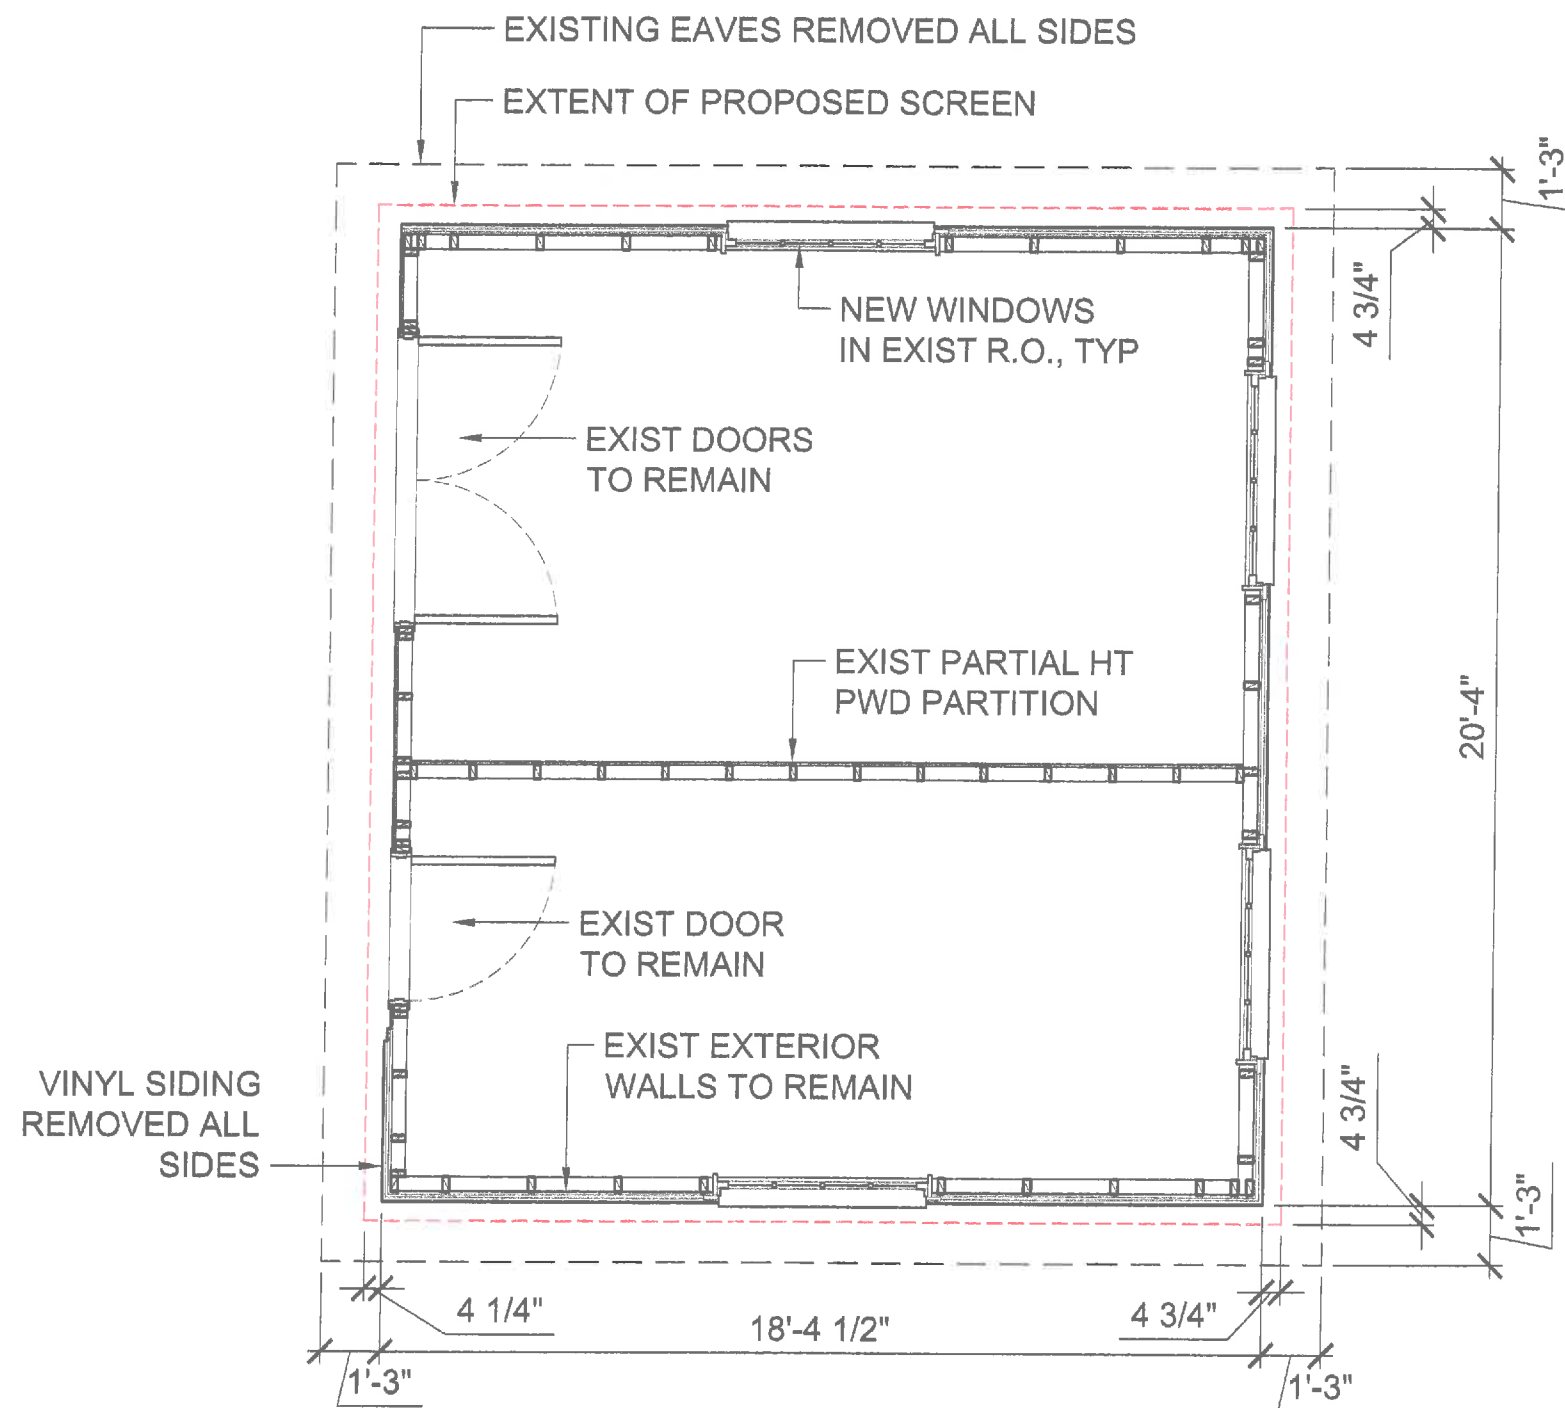 EXISTING EAVES REMOVED ALL SIDES
EXTENT OF PROPOSED SCREEN
1'-3"
4 3/4"
NEW WINDOWS
IN EXIST R.O., TYP
EXIST DOORS
TO REMAIN
EXIST PARTIAL HT
PWD PARTITION
20'-4"
EXIST DOOR
TO REMAIN
EXIST EXTERIOR
WALLS TO REMAIN
VINYL SIDING
REMOVED ALL
SIDES
4 3/4"
1'-3"
4 1/4"
18'-4 1/2"
4 3/4"
1'-3"
1'-3"